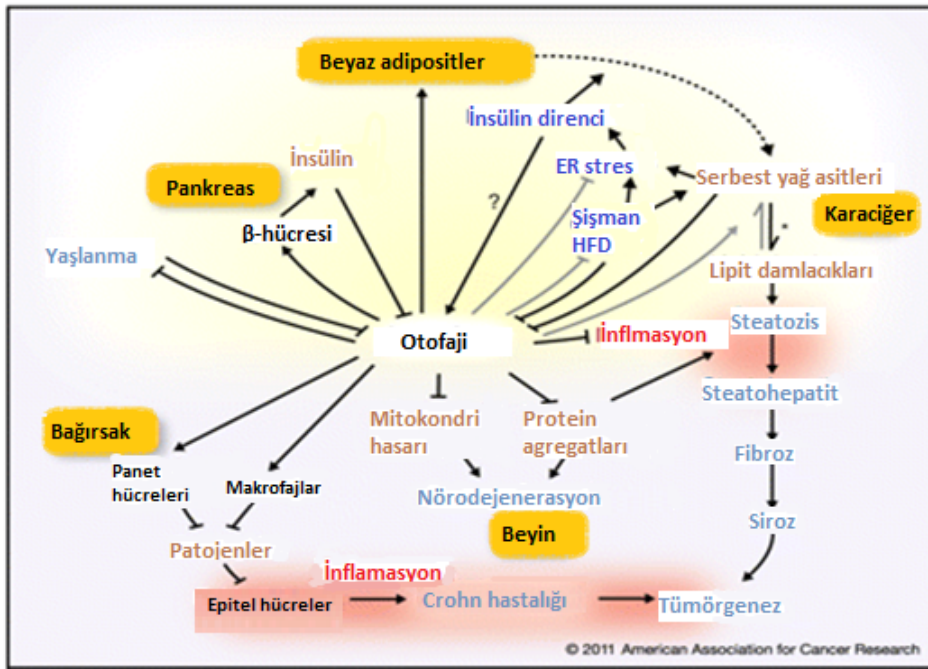 Beyaz adipositler
İnsülin direnci
İnsülin
ER stres
Serbest yağ asitleri
Pankreas
?
Şişman
HFD
Karaciğer
β-hücresi
*
Yaşlanma
Lipit damlacıkları
Otofaji
İnflmasyon
Steatozis
Steatohepatit
Mitokondri
hasarı
Protein
agregatları
Bağırsak
Fibroz
Panet
hücreleri
Makrofajlar
Nörodejenerasyon
Beyin
Siroz
Patojenler
İnflamasyon
Epitel hücreler
Crohn hastalığı
Tümörgenez
© 2011 American Association for Cancer Research